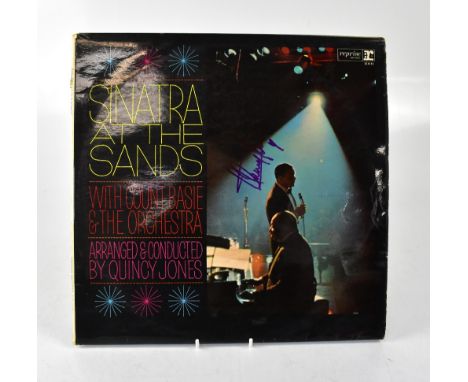 reprise
SINATRA
AT THE
SANDS
WITH COUNT BASIE
& THE ORCHESTRA
ARRANGED & CONDUCTED
BY QUINCY JONES